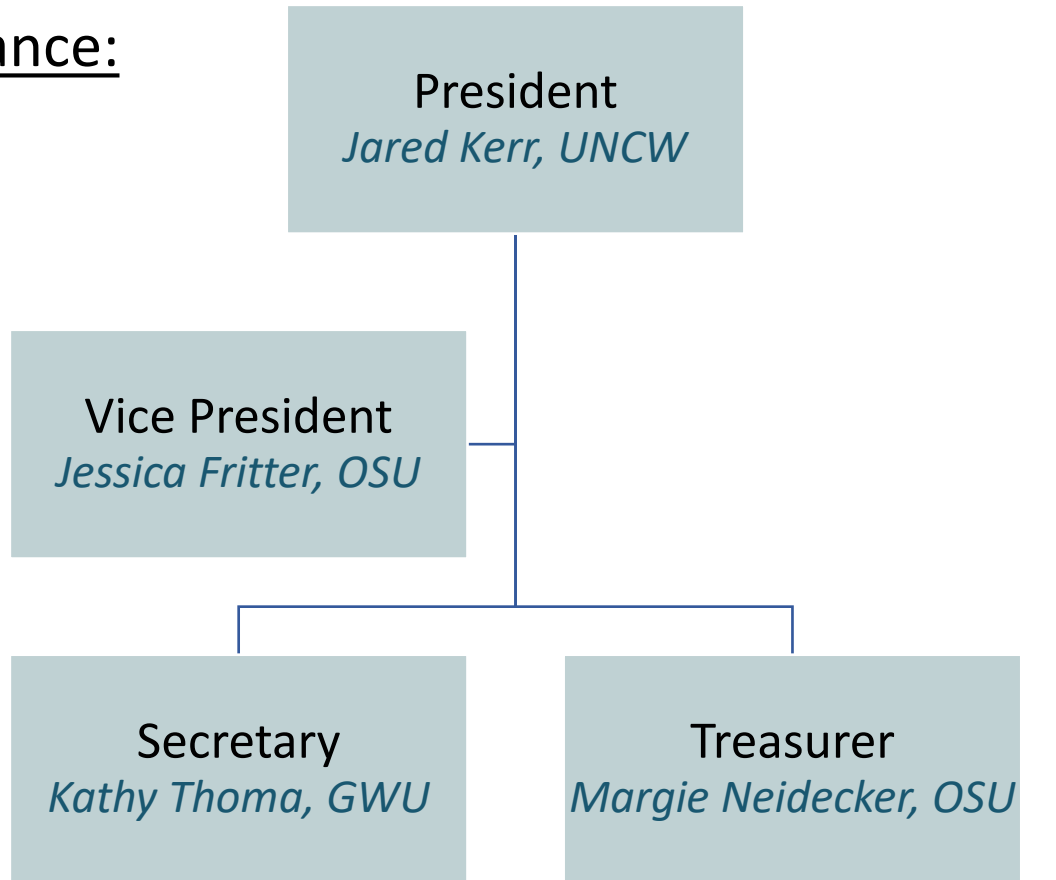 ance:
President
Jared Kerr, UNCW
Vice President
Jessica Fritter, OSU
Secretary
Kathy Thoma, GWU
Treasurer
Margie Neidecker, OSU